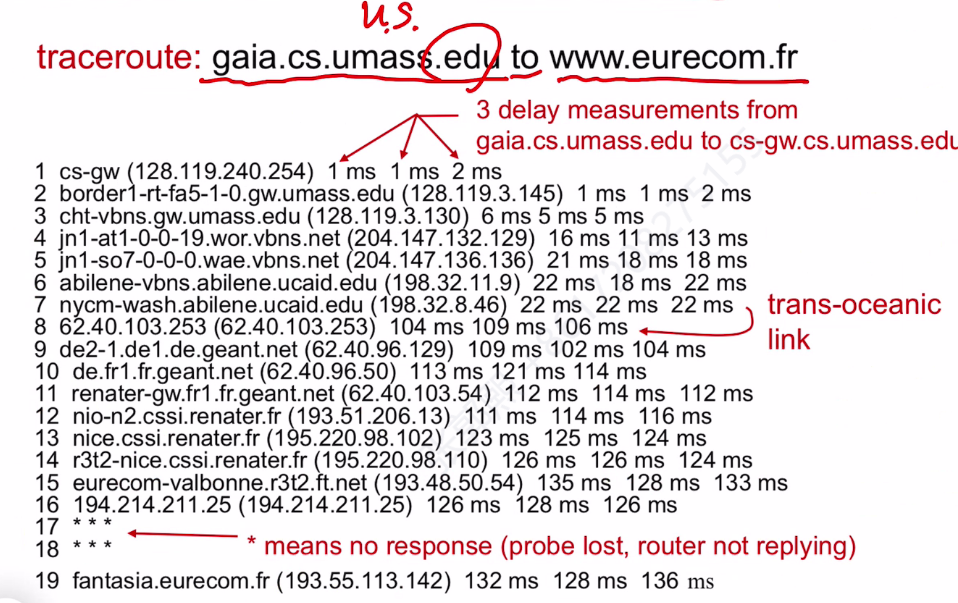 U.S.
traceroute: gaia.cs.umass.edu to www.eurecom.fr
3 delay measurements from
gaia.cs.umass.edu to cs-gw.cs.umass.edu
1 cs-gw (128.119.240.254) 1 ms 1 ms 2 ms
2 border1-rt-fa5-1-0.gw.umass.edu (128.119.3.145) 1 ms 1 ms 2 ms
3 cht-vbns.gw.umass.edu (128.119.3.130) 6 ms 5 ms 5 ms
4 jn1-at1-0-0-19.wor.vbns.net (204.147.132.129) 16 ms 11 ms 13 ms
5 jn1-so7-0-0-0.wae.vbns.net (204.147.136.136) 21 ms 18 ms 18 ms
6 abilene-vbns.abilene.ucaid.edu (198.32.11.9) 22 ms 18 ms 22 ms
7 nycm-wash.abilene.ucaid.edu (198.32.8.46) 22 ms 22 ms 22 ms
trans-oceanic
link
8 62.40.103.253 (62.40.103.253) 104 ms 109 ms 106 ms
9 de2-1.de1.de.geant.net (62.40.96.129) 109 ms 102 ms 104 ms
10 de.fr1.fr.geant.net (62.40.96.50) 113 ms 121 ms 114 ms
11 renater-gw.fr1.fr.geant.net (62.40.103.54) 112 ms 114 ms 112 ms
12 nio-n2.cssi.renater.fr (193.51.206.13) 111 ms 114 ms 116 ms
13 nice.cssi.renater.fr (195.220.98.102) 123 ms 125 ms 124 ms
14 r3t2-nice.cssi.renater.fr (195.220.98.110) 126 ms 126 ms 124 ms
15 eurecom-valbonne.r3t2.ft.net (193.48.50.54) 135 ms 128 ms 133 ms
16 194.214.211.25 (194.214.211.25) 126 ms 128 ms 126 ms
17 * * *
18 * * *
* means no response (probe lost, router not replying)
19 fantasia.eurecom.fr (193.55.113.142) 132 ms 128 ms 136 ms